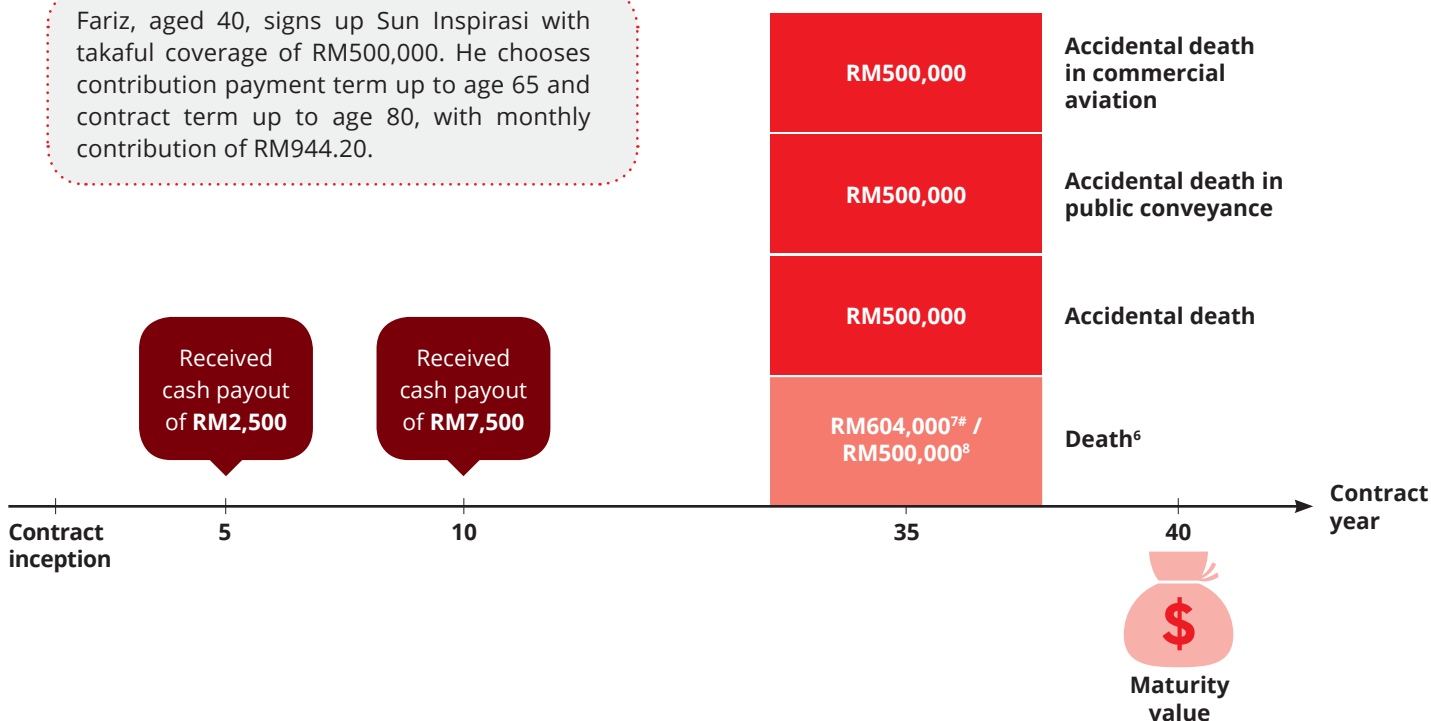 Fariz, aged 40, signs up Sun Inspirasi with
takaful coverage of RM500,000. He chooses
contribution payment term up to age 65 and
contract term up to age 80, with monthly
contribution of RM944.20.
RM500,000
Accidental death
in commercial
aviation
RM500,000
Accidental death in
public conveyance
RM500,000
Accidental death
Received
cash payout
of RM2,500
Received
cash payout
of RM7,500
RM604,000⁷# /
RM500,000⁸
Death⁶
Contract
inception
5
10
35
40
Contract
year
$
Maturity
value